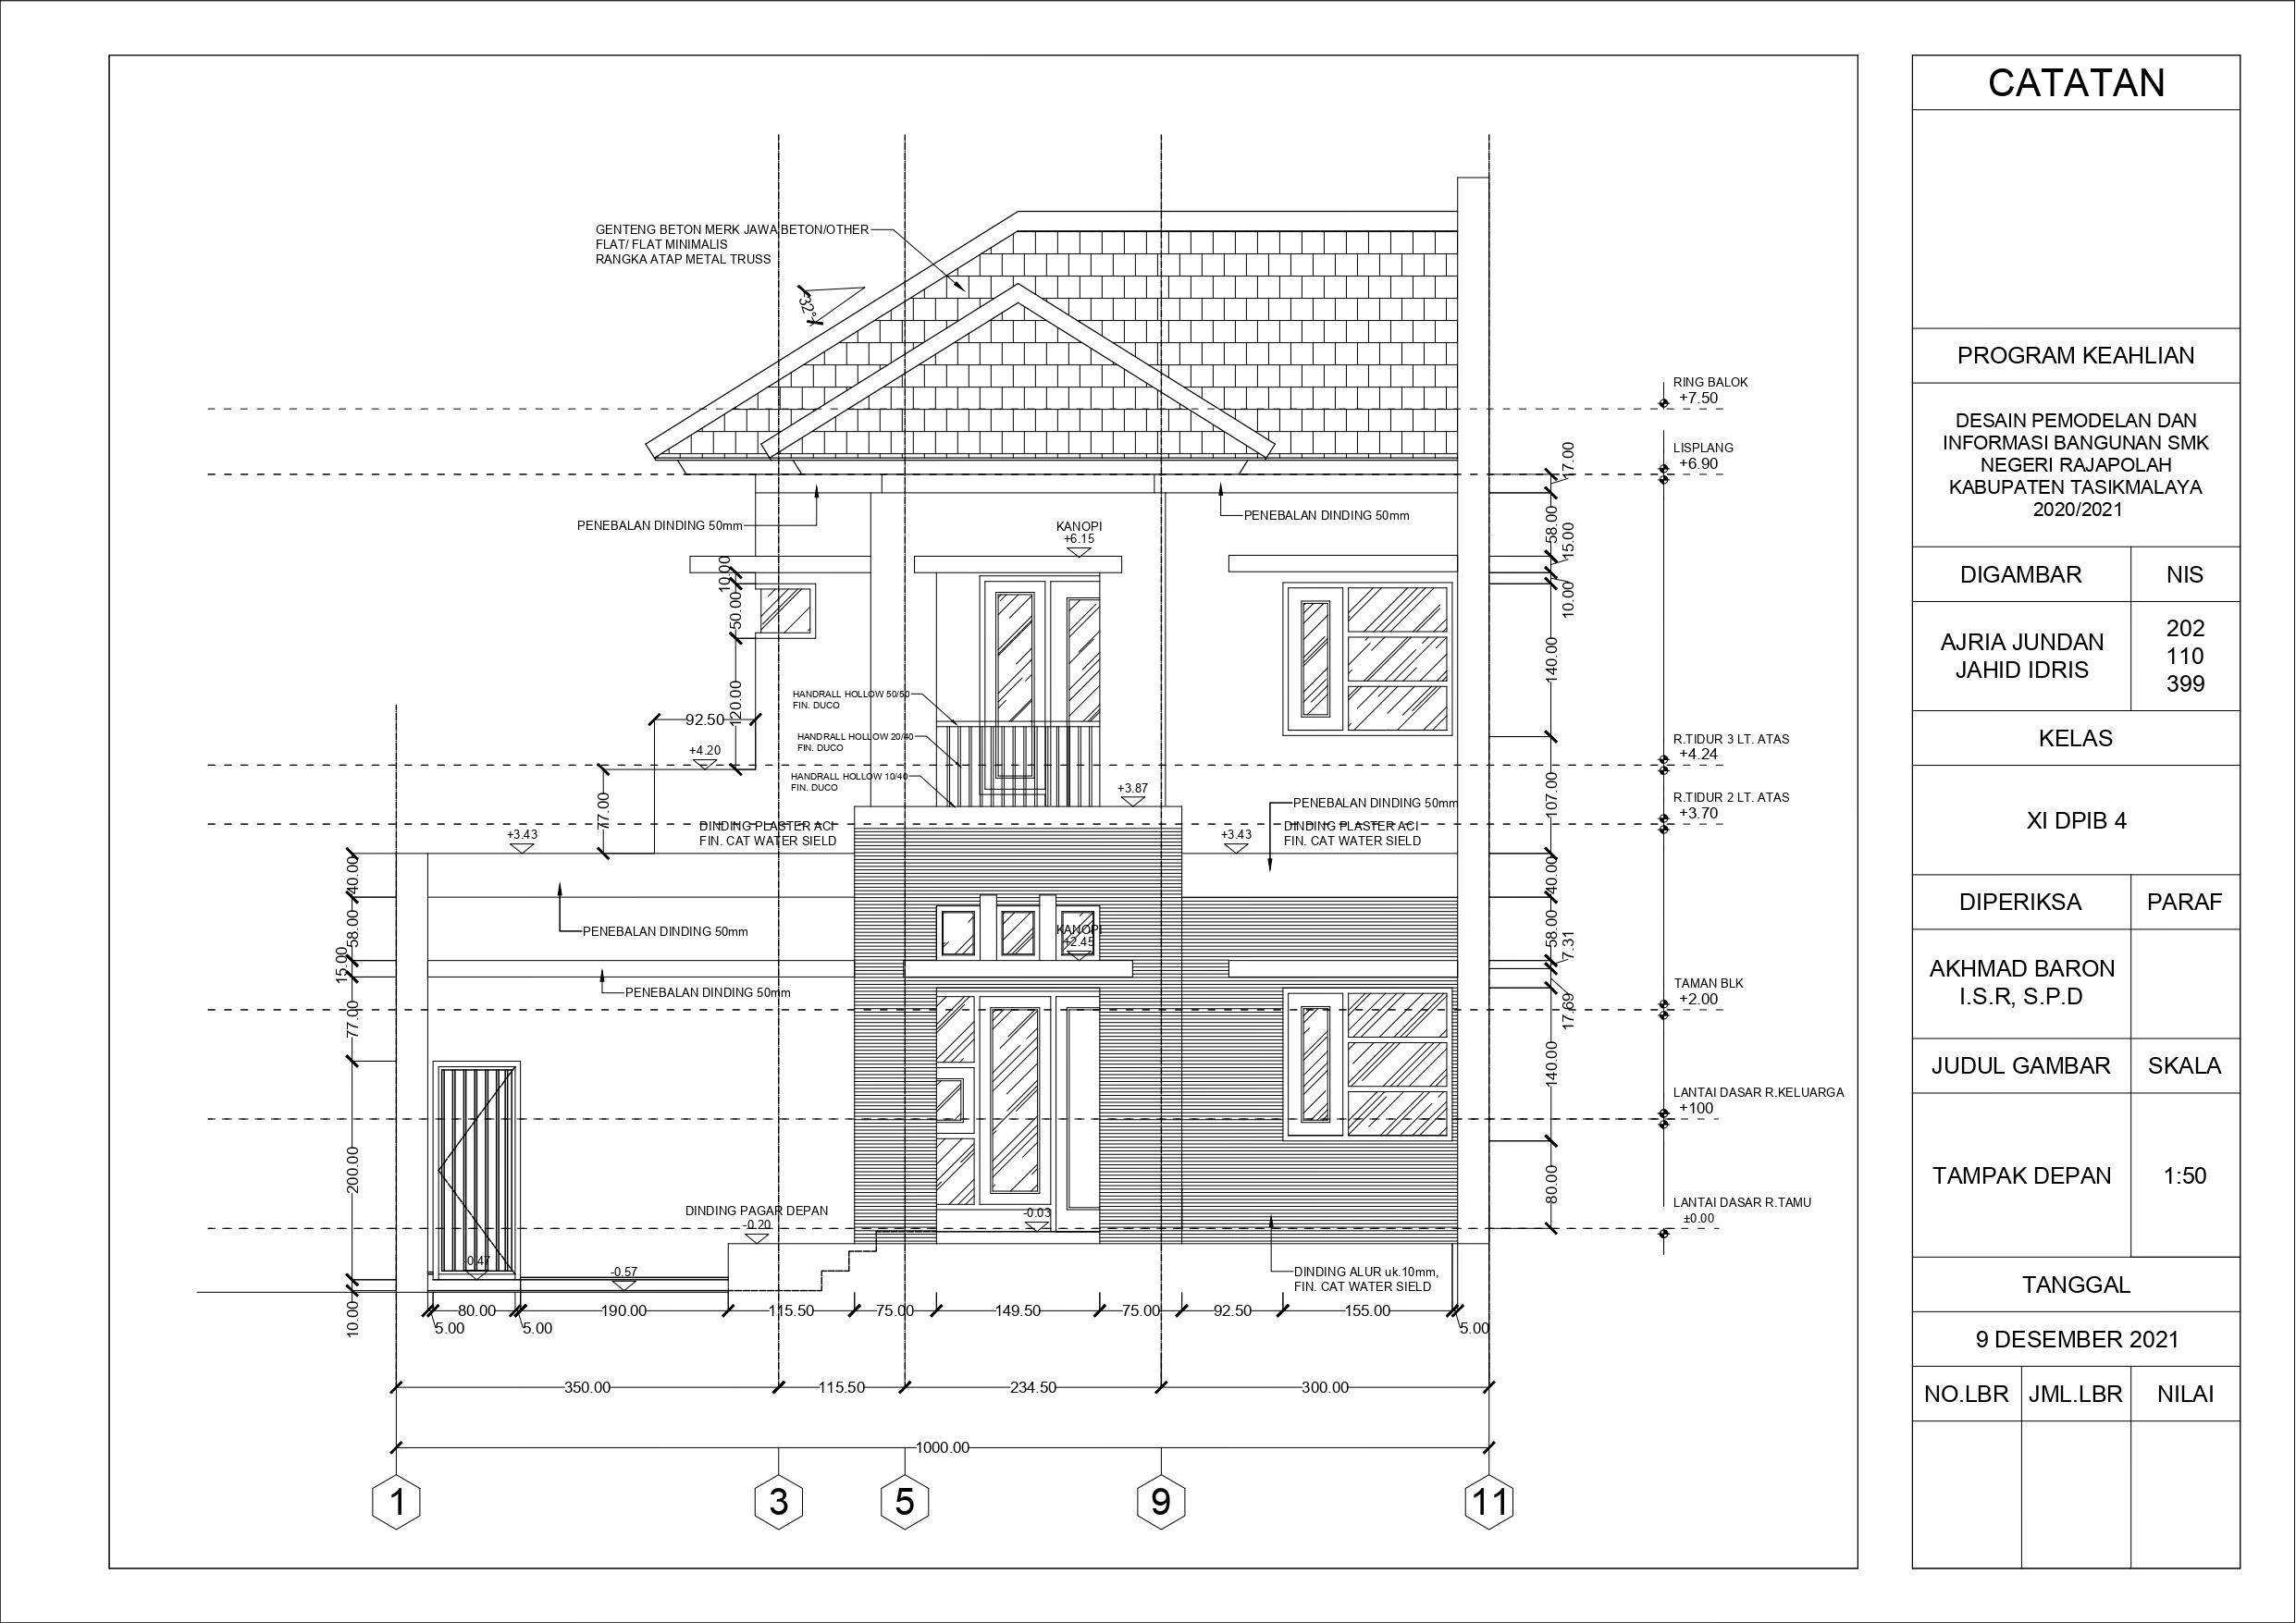 GENTENG BETON MERK JAWA BETON/OTHER
FLAT/ FLAT MINIMALIS
RANGKA ATAP METAL TRUSS
32°
RING BALOK
+7.50
LISPLANG
+6.90
17.00
PENEBALAN DINDING 50mm
PENEBALAN DINDING 50mm
KANOPI
+6.15
58.00
15.00
10.00
10.00
50.00
120.00
140.00
HANDRALL HOLLOW 50/50
FIN. DUCO
HANDRALL HOLLOW 20/40
FIN. DUCO
HANDRALL HOLLOW 10/40
FIN. DUCO
92.50
+4.20
R.TIDUR 3 LT. ATAS
+4.24
77.00
+3.87
107.00
R.TIDUR 2 LT. ATAS
+3.70
PENEBALAN DINDING 50mm
+3.43
DINDING PLASTER ACI
FIN. CAT WATER SIELD
+3.43
DINDING PLASTER ACI
FIN. CAT WATER SIELD
40.00
58.00
15.00
77.00
200.00
10.00
40.00
58.00
7.31
17.69
140.00
80.00
PENEBALAN DINDING 50mm
KANOPI
+2.45
PENEBALAN DINDING 50mm
TAMAN BLK
+2.00
LANTAI DASAR R.KELUARGA
+100
LANTAI DASAR R.TAMU
±0.00
DINDING PAGAR DEPAN
-0.20
-0.03
-0.47
-0.57
DINDING ALUR uk.10mm,
FIN. CAT WATER SIELD
80.00
190.00
115.50
75.00
149.50
75.00
92.50
155.00
5.00
5.00
5.00
350.00
115.50
234.50
300.00
1000.00
1
3
5
9
11
CATATAN
PROGRAM KEAHLIAN
DESAIN PEMODELAN DAN
INFORMASI BANGUNAN SMK
NEGERI RAJAPOLAH
KABUPATEN TASIKMALAYA
2020/2021
DIGAMBAR
NIS
AJRIA JUNDAN
JAHID IDRIS
202
110
399
KELAS
XI DPIB 4
DIPERIKSA
PARAF
AKHMAD BARON
I.S.R, S.P.D
JUDUL GAMBAR
SKALA
TAMPAK DEPAN
1:50
TANGGAL
9 DESEMBER 2021
NO.LBR
JML.LBR
NILAI